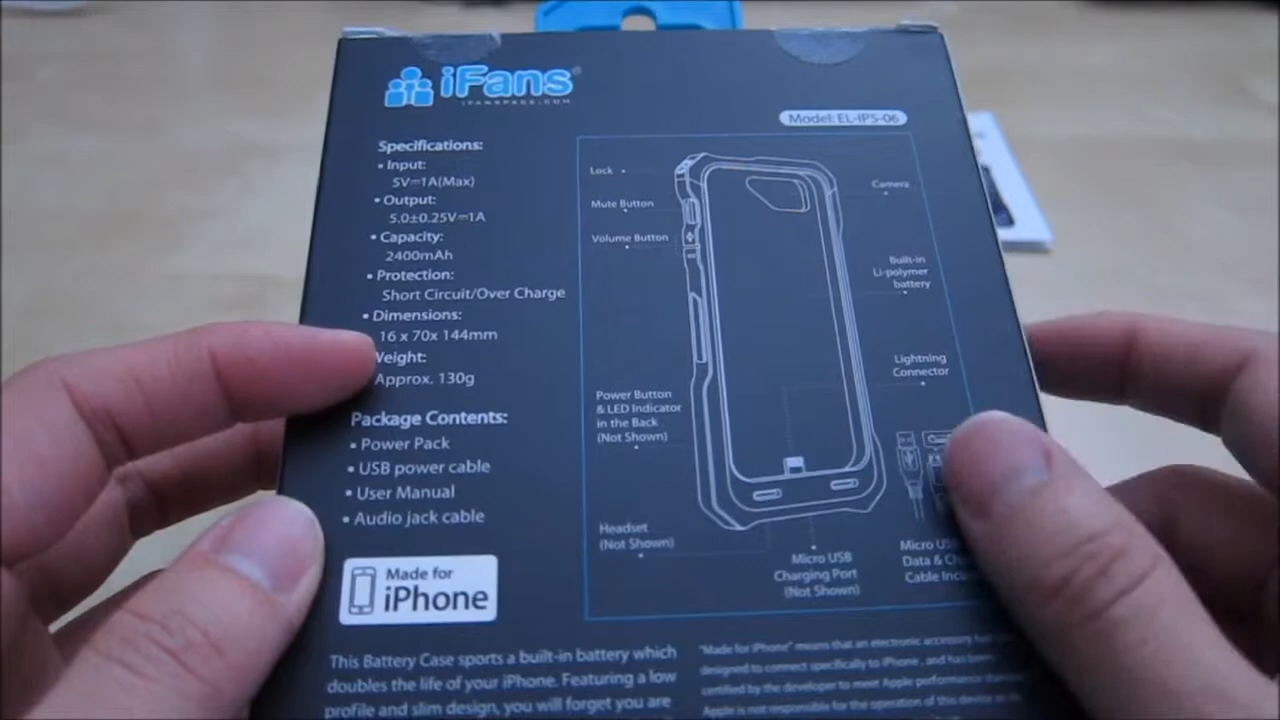 iFans
IFANSPAGE.COM
Model: EL-IP5-06
Specifications:
• Input:
5V⎓1A(Max)
• Output:
5.0±0.25V⎓1A
• Capacity:
2400mAh
• Protection:
Short Circuit/Over Charge
• Dimensions:
16 x 70x 144mm
Weight:
Approx. 130g
Package Contents:
• Power Pack
• USB power cable
• User Manual
• Audio jack cable
Made for
iPhone
Lock
Mute Button
Volume Button
Power Button
& LED Indicator
in the Back
(Not Shown)
Headset
(Not Shown)
Camera
Built-in
Li-polymer
battery
Lightning
Connector
Micro USB
Charging Port
(Not Shown)
Micro
Data &
Cable
This Battery Case sports a built-in battery which
doubles the life of your iPhone. Featuring a low
profile and slim design, you will forget you are
"Made for iPhone" means that an electronic accessory
designed to connect specifically to iPhone, and has
certified by the developer to meet Apple performance
Apple is not responsible for the operation of this device